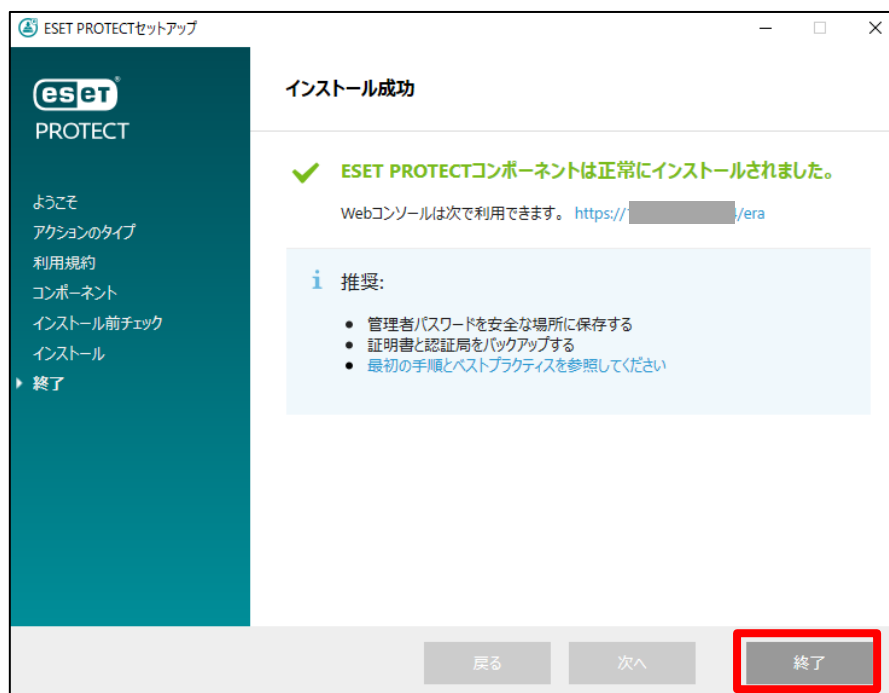 ESET PROTECTセットアップ
eset
PROTECT
ようこそ
アクションのタイプ
利用規約
コンポーネント
インストール前チェック
インストール
終了
インストール成功
ESET PROTECTコンポーネントは正常にインストールされました。
Webコンソールは次で利用できます。 https:// /era
推奨:
管理者パスワードを安全な場所に保存する
証明書と認証局をバックアップする
最初の手順とベストプラクティスを参照してください
戻る
次へ
終了